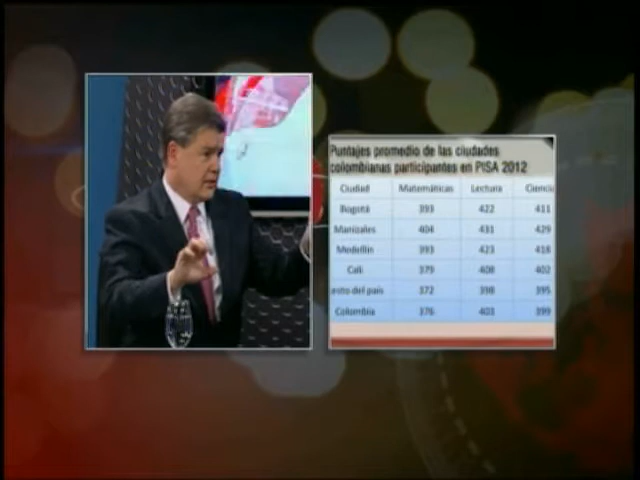 Puntajes promedio de las ciudades
colombianas participantes en PISA 2012
Ciudad Matemáticas Lectura Ciencia
Bogotá 393 422 411
Manizales 404 431 429
Medellín 393 423 418
Cali 379 408 402
esto del país 372 398 395
Colombia 376 403 399